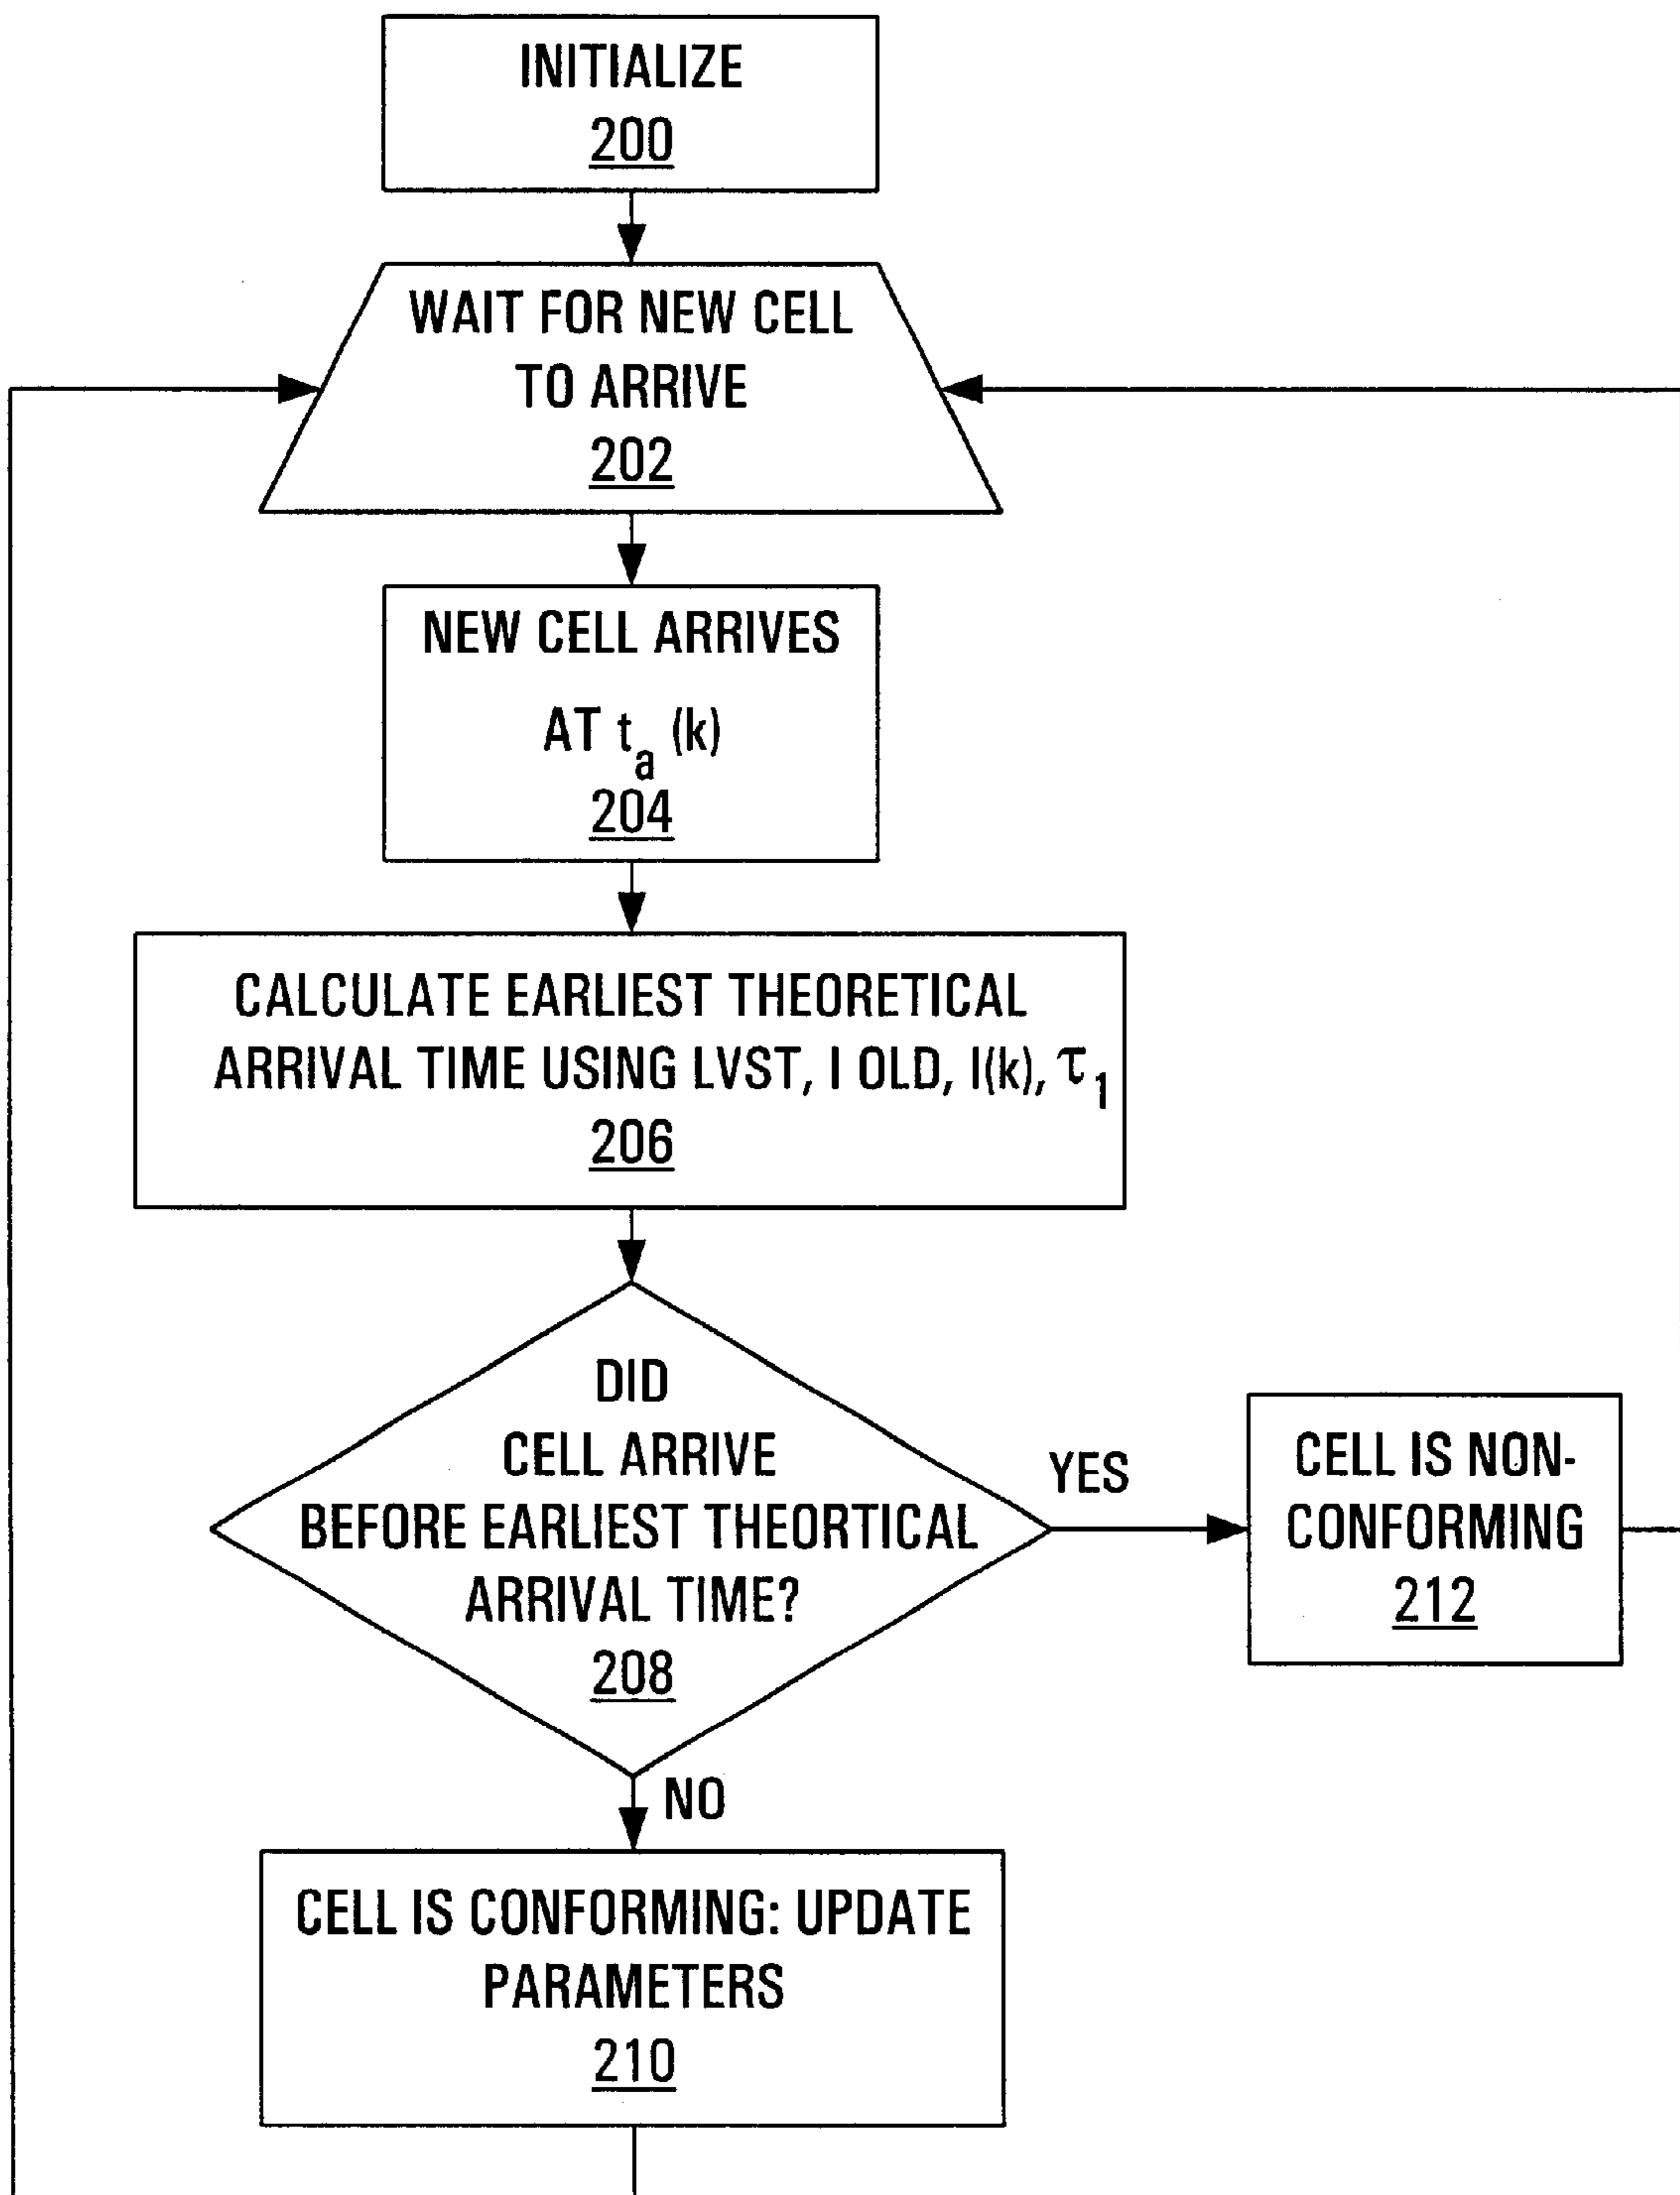 INITIALIZE
200
WAIT FOR NEW CELL
TO ARRIVE
202
NEW CELL ARRIVES
AT tₐ (k)
204
CALCULATE EARLIEST THEORETICAL
ARRIVAL TIME USING LVST, I OLD, I(k), τ₁
206
DID
CELL ARRIVE
BEFORE EARLIEST THEORTICAL
ARRIVAL TIME?
208
YES
CELL IS NON-
CONFORMING
212
NO
CELL IS CONFORMING: UPDATE
PARAMETERS
210